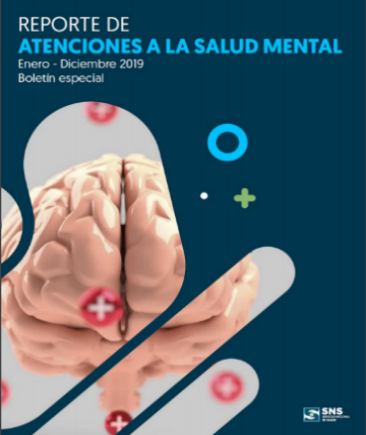 REPORTE DE
ATENCIONES A LA SALUD MENTAL
Enero - Diciembre 2019
Boletín especial
SNS